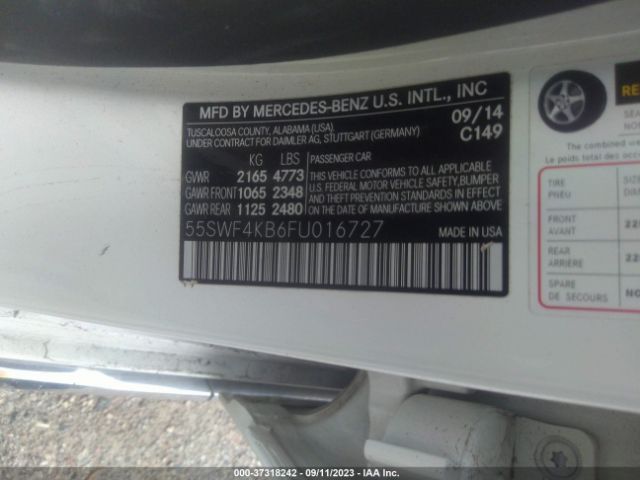 MFD BY MERCEDES-BENZ U.S. INTL., INC
TUSCALOOSA COUNTY, ALABAMA (USA).
UNDER CONTRACT FOR DAIMLER AG, STUTTGART (GERMANY)
09/14
C149
KG LBS
GVWR 2165 4773
GAWR FRONT 1065 2348
GAWR REAR 1125 2480
PASSENGER CAR
THIS VEHICLE CONFORMS TO ALL APPLICABLE
U.S. FEDERAL MOTOR VEHICLE SAFETY, BUMPER
AND THEFT PREVENTION STANDARDS IN EFFECT
ON THE DATE OF MANUFACTURE SHOWN ABOVE.
55SWF4KB6FU016727
MADE IN USA
The combined we
Le poids total des oc
TIRE
PNEU
FRONT
AVANT
REAR
ARRIERE
SPARE
DE SECOURS
000-37318242 - 09/11/2023 - IAA Inc.